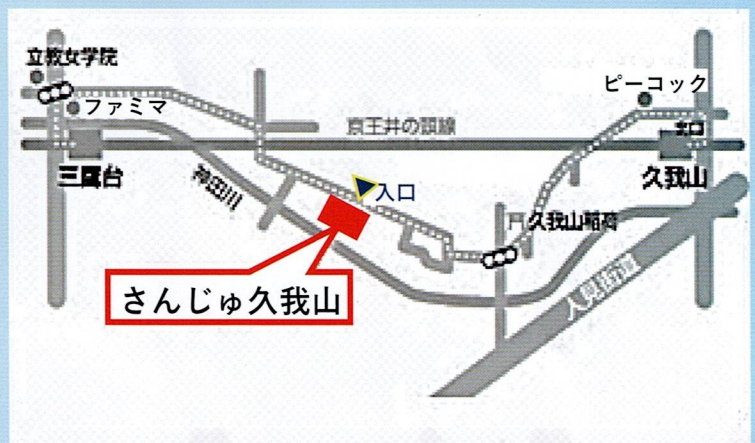 立教女学院
ファミマ
三鷹台
神田川
京王井の頭線
ピーコック
北口
久我山
入口
久我山稲荷
人見街道
さんじゅ久我山